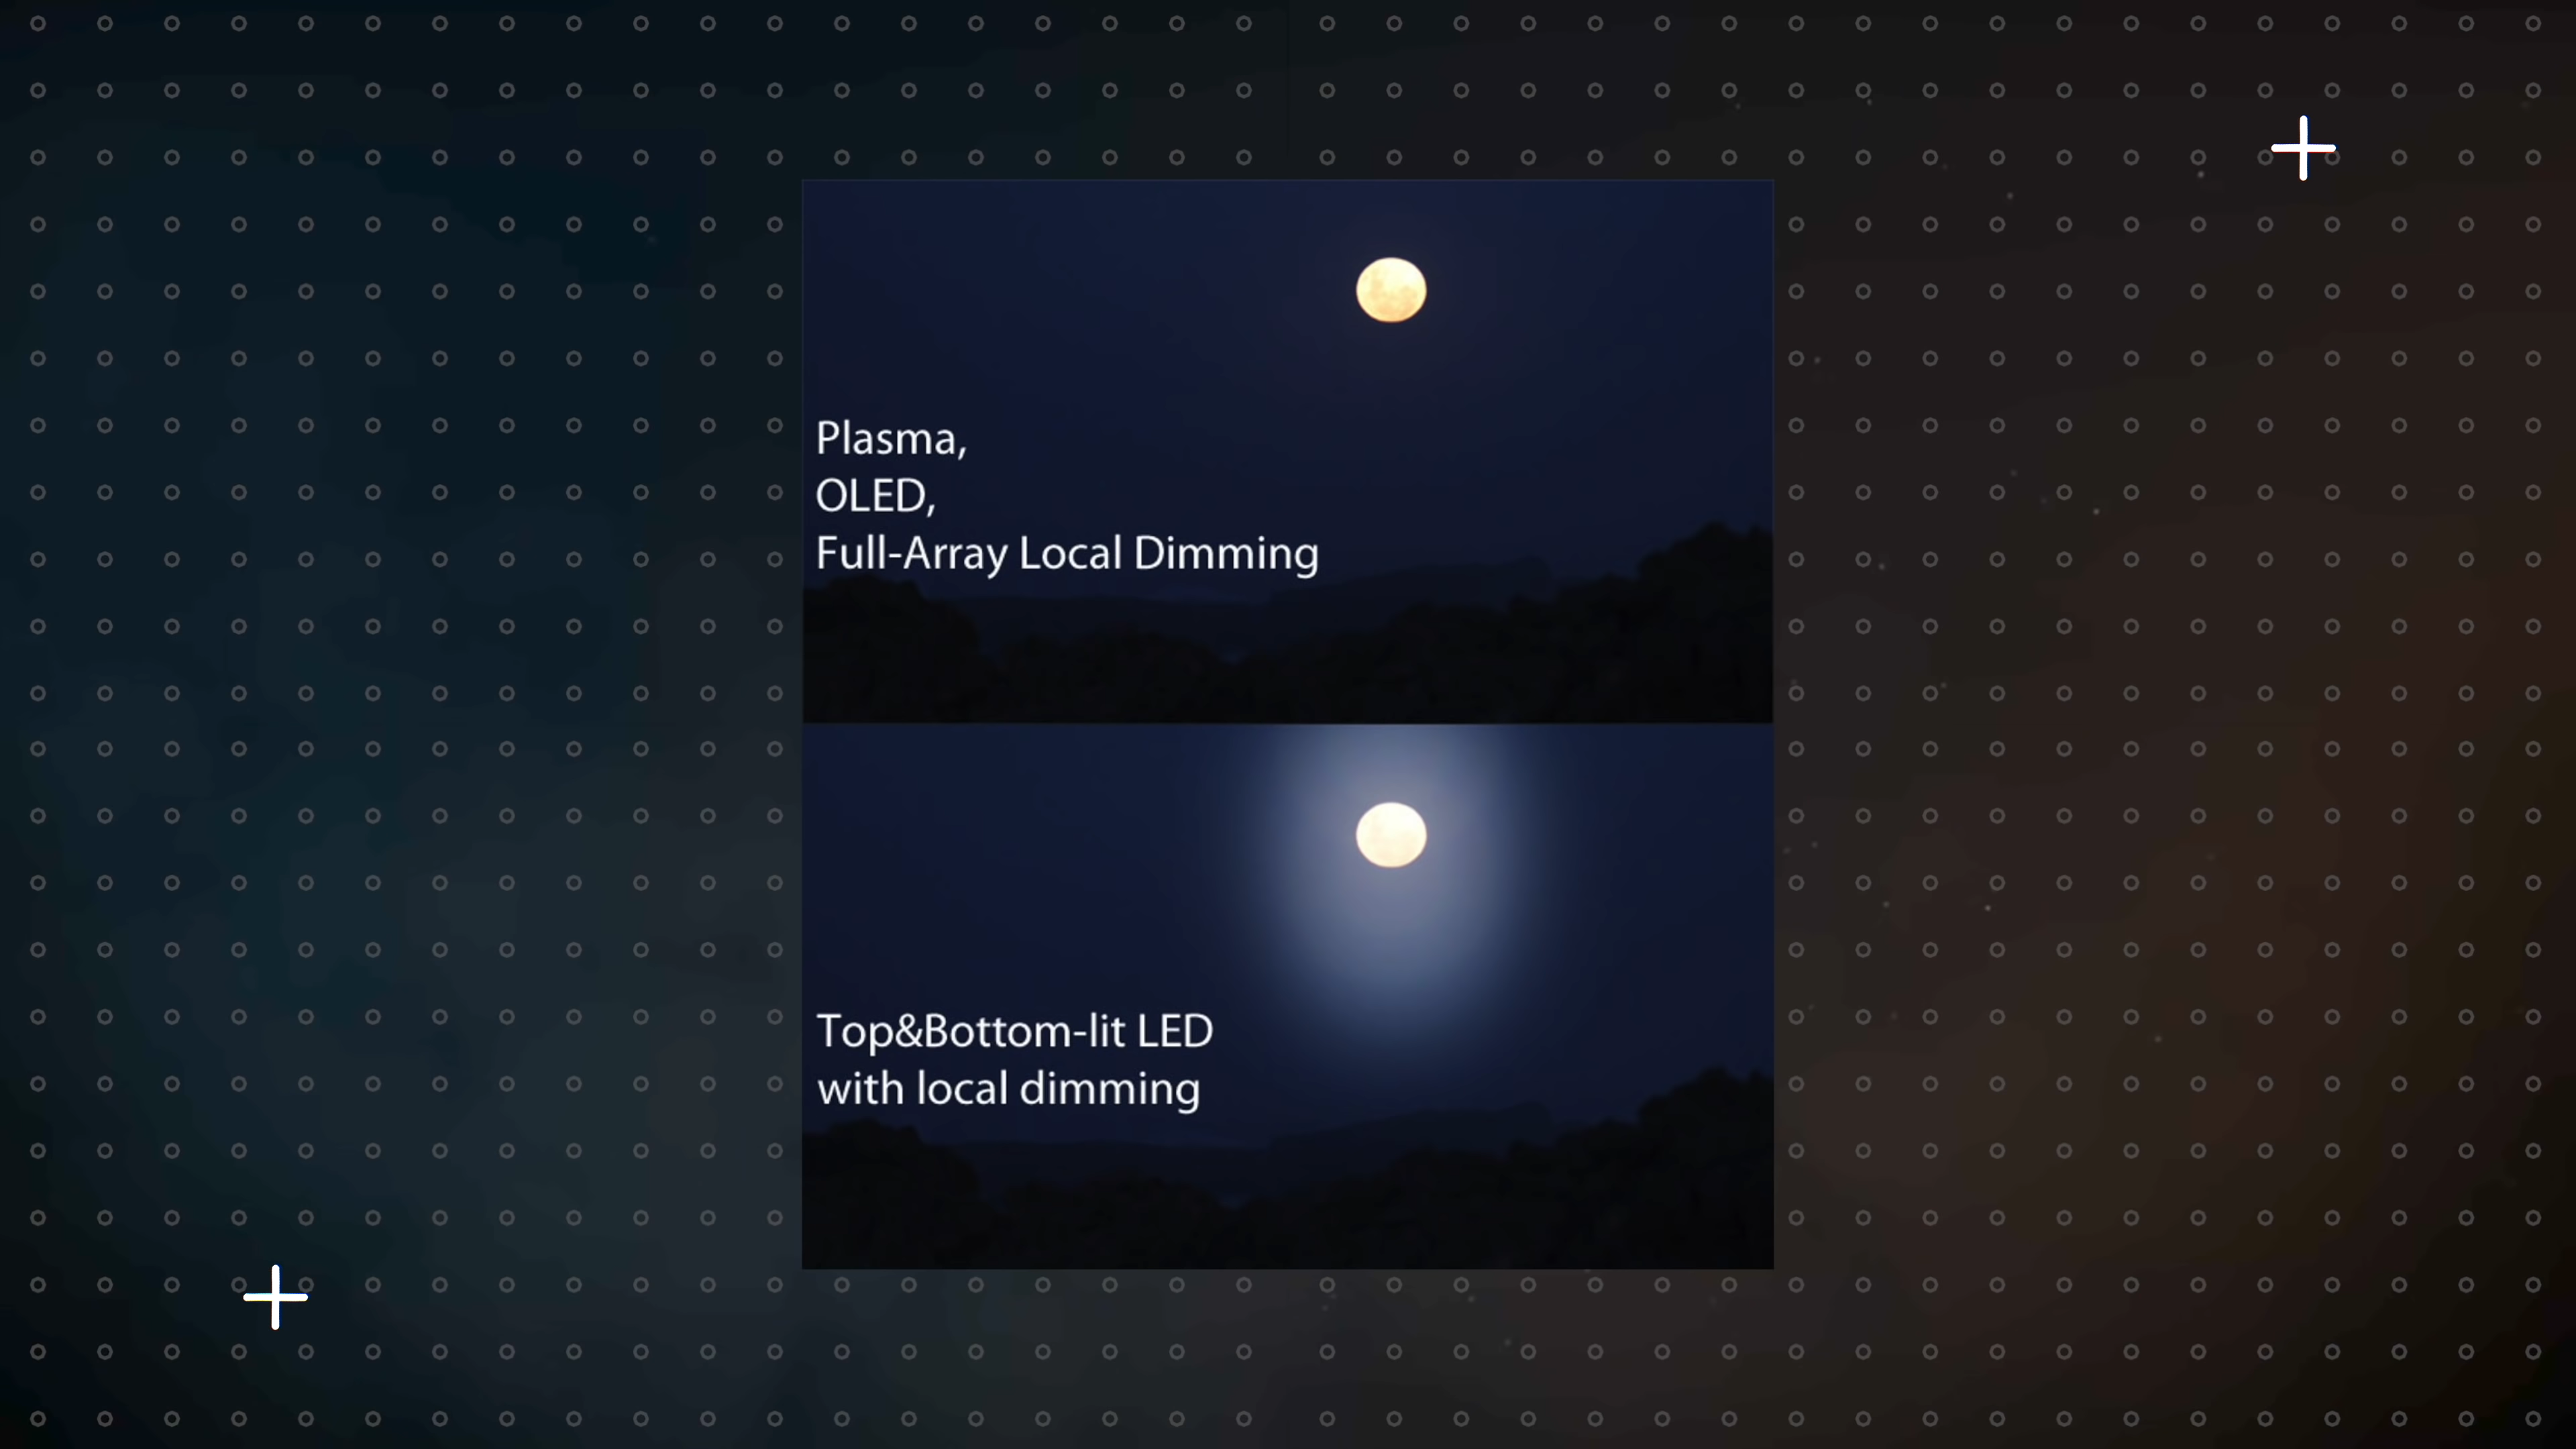 Plasma,
OLED,
Full-Array Local Dimming
Top&Bottom-lit LED
with local dimming